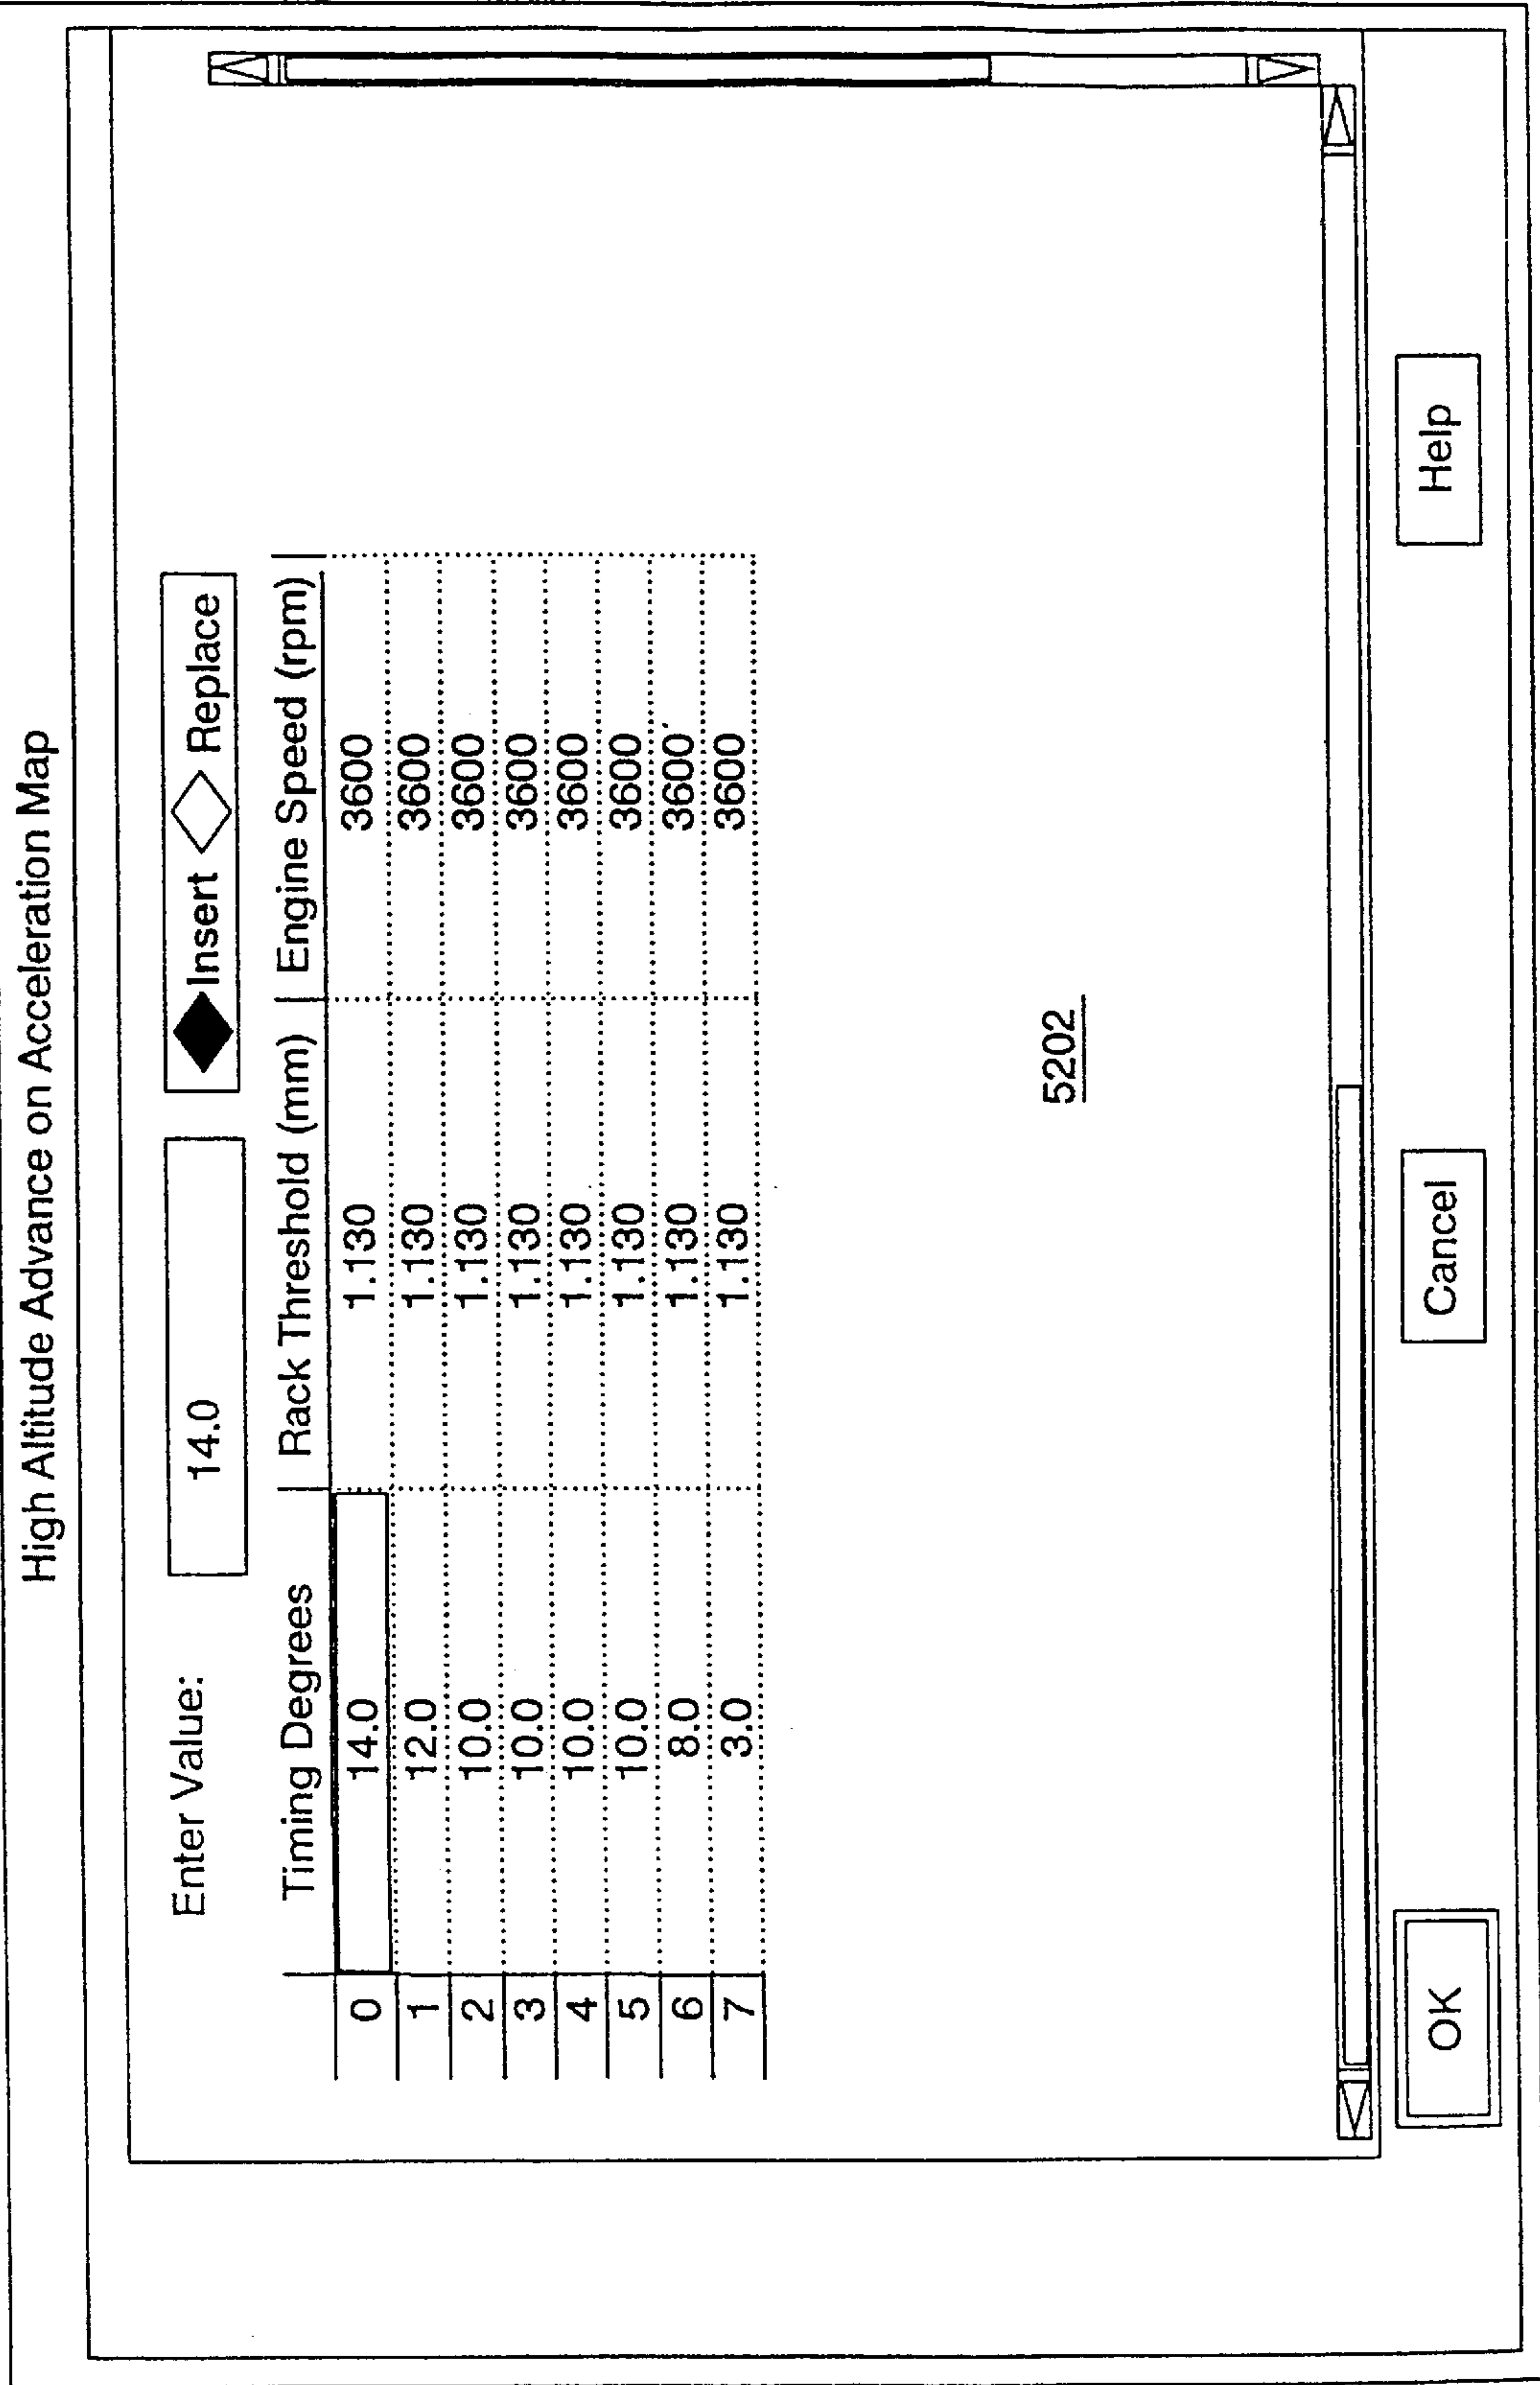 High Altitude Advance on Acceleration Map
Enter Value: 14.0 Insert Replace
Timing Degrees Rack Threshold (mm) Engine Speed (rpm)
0 14.0 1.130 3600
1 12.0 1.130 3600
2 10.0 1.130 3600
3 10.0 1.130 3600
4 10.0 1.130 3600
5 10.0 1.130 3600
6 8.0 1.130 3600
7 3.0 1.130 3600
5202
OK Cancel Help